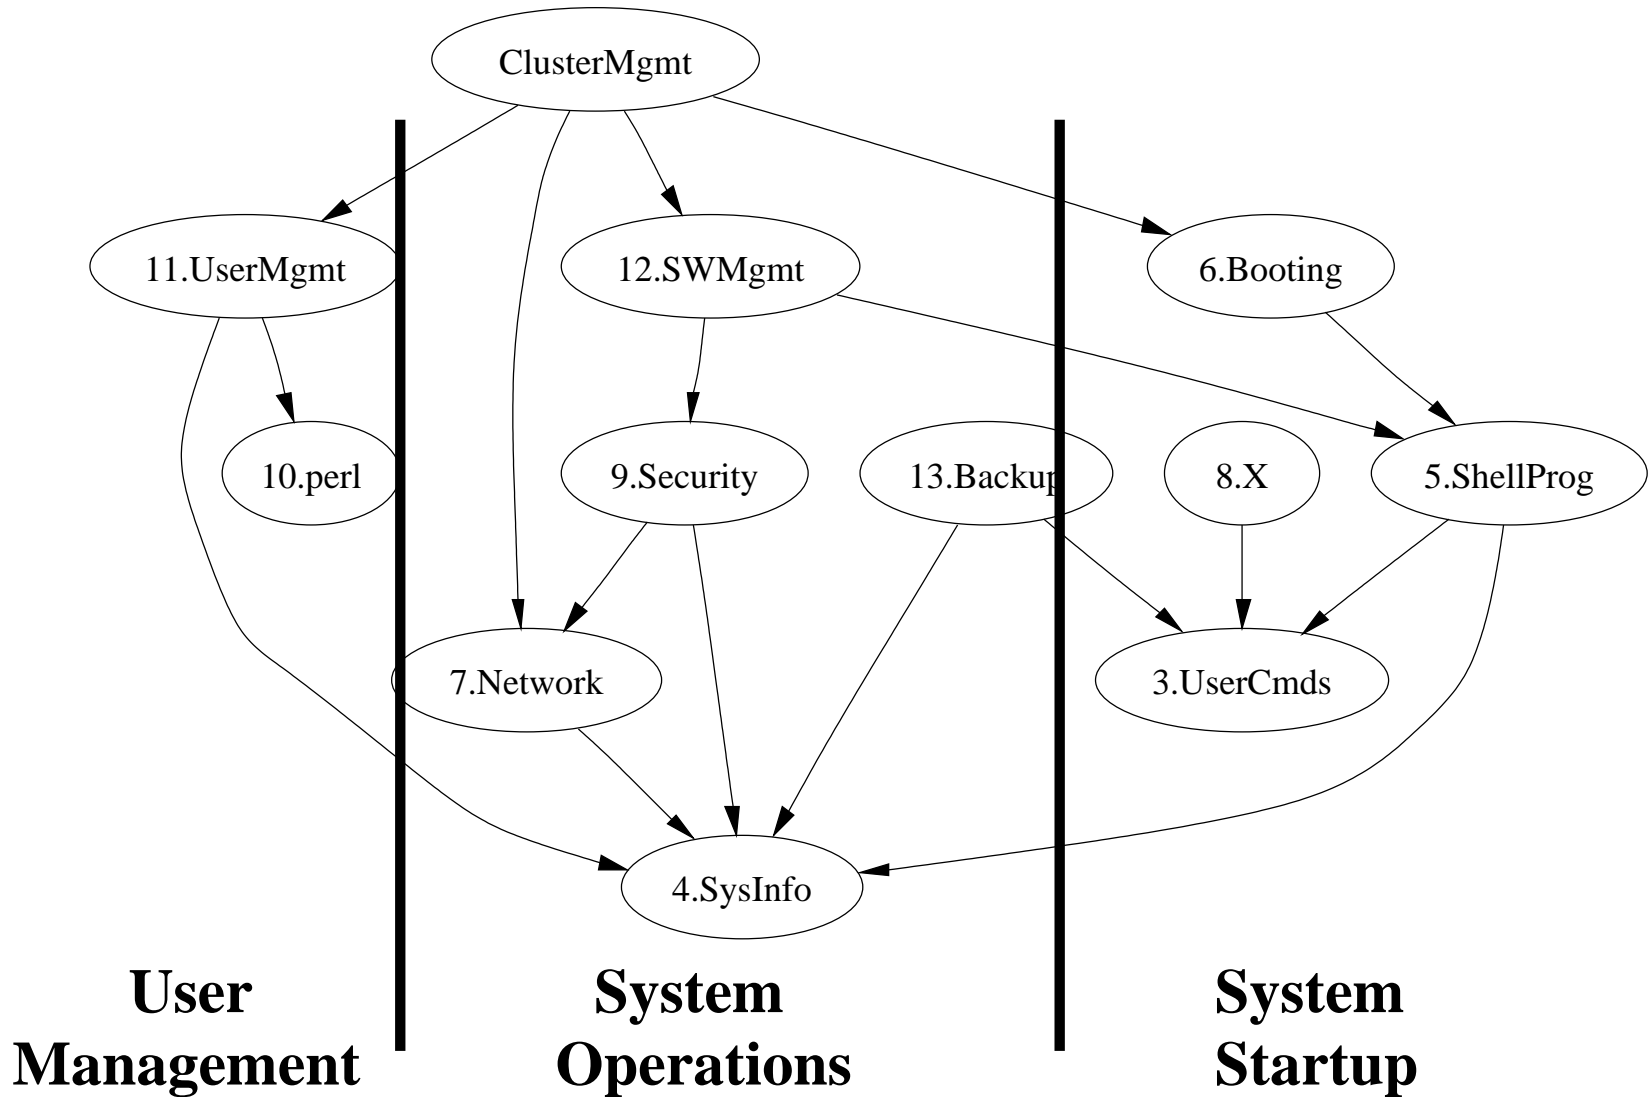 ClusterMgmt
11.UserMgmt
12.SWMgmt
6.Booting
10.perl
9.Security
13.Backup
8.X
5.ShellProg
7.Network
3.UserCmds
4.SysInfo
User
Management
System
Operations
System
Startup